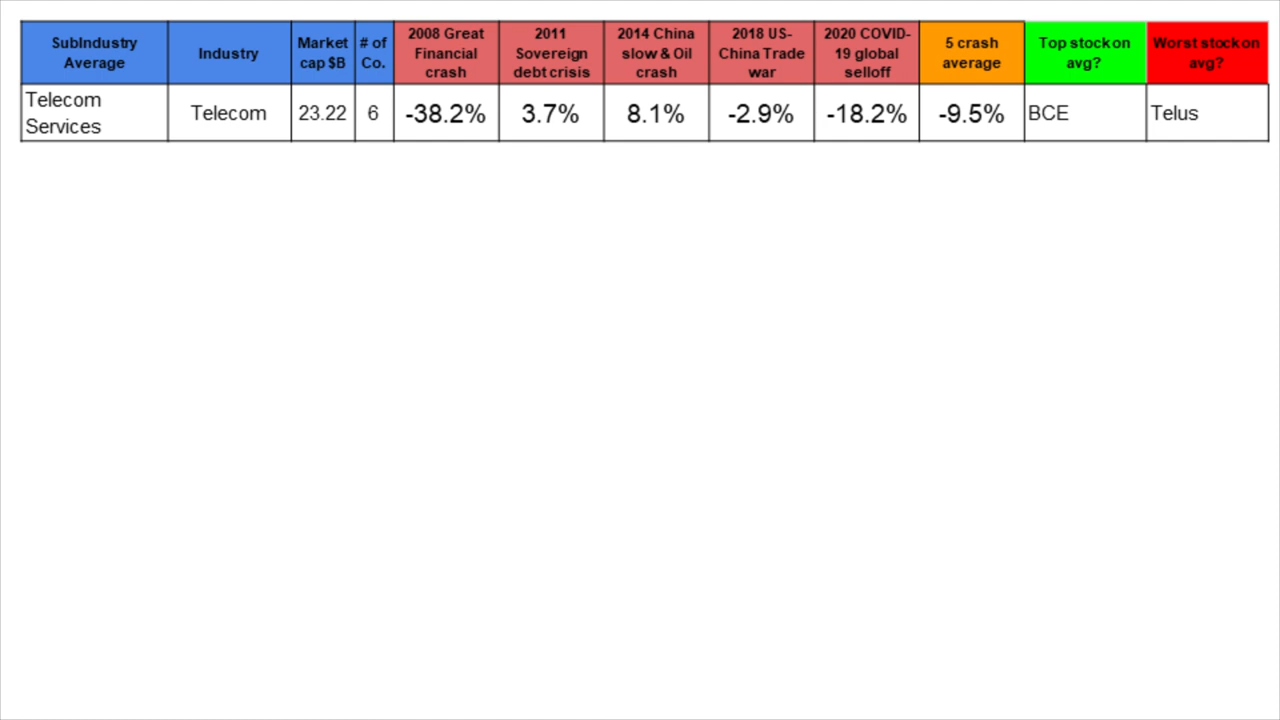 SubIndustry Average
Industry
Market cap $B
# of Co.
2008 Great Financial crash
2011 Sovereign debt crisis
2014 China slow & Oil crash
2018 US-China Trade war
2020 COVID-19 global selloff
5 crash average
Top stock on avg?
Worst stock on avg?
Telecom Services
Telecom
23.22
6
-38.2%
3.7%
8.1%
-2.9%
-18.2%
-9.5%
BCE
Telus